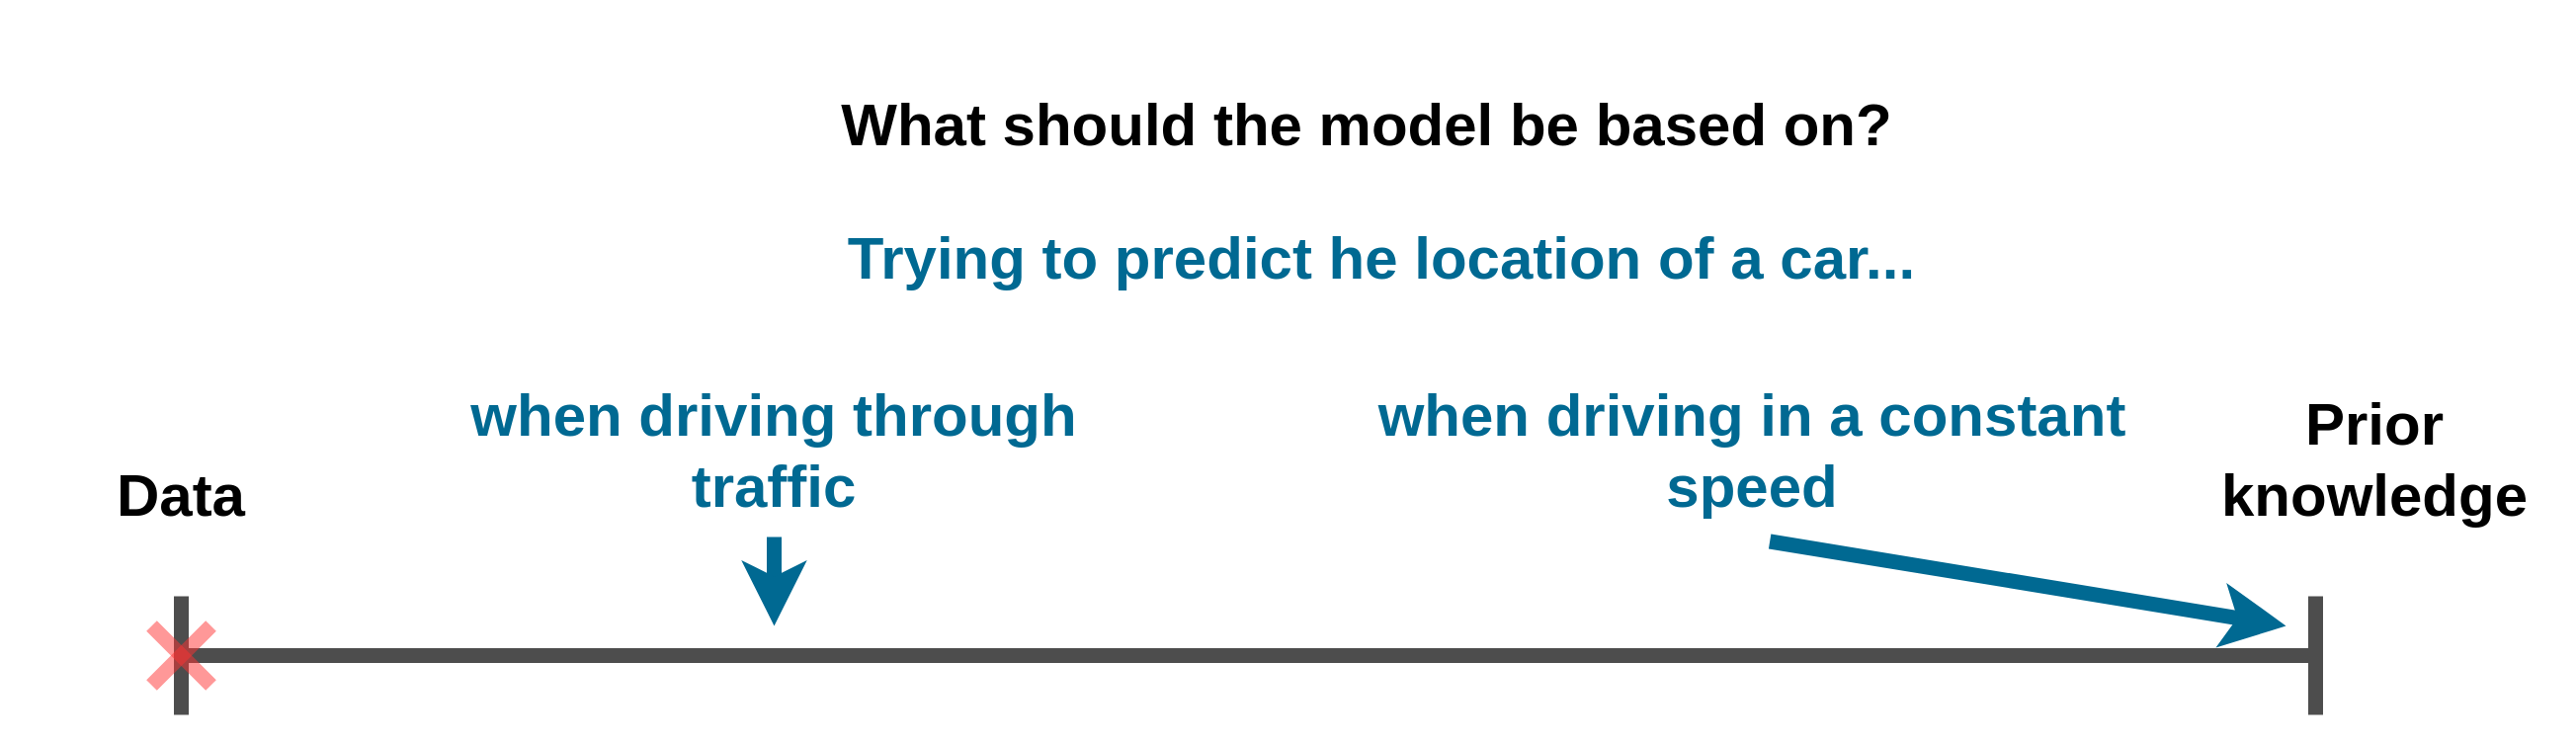 What should the model be based on?
Trying to predict he location of a car...
when driving through
traffic
when driving in a constant
speed
Prior
knowledge
Data